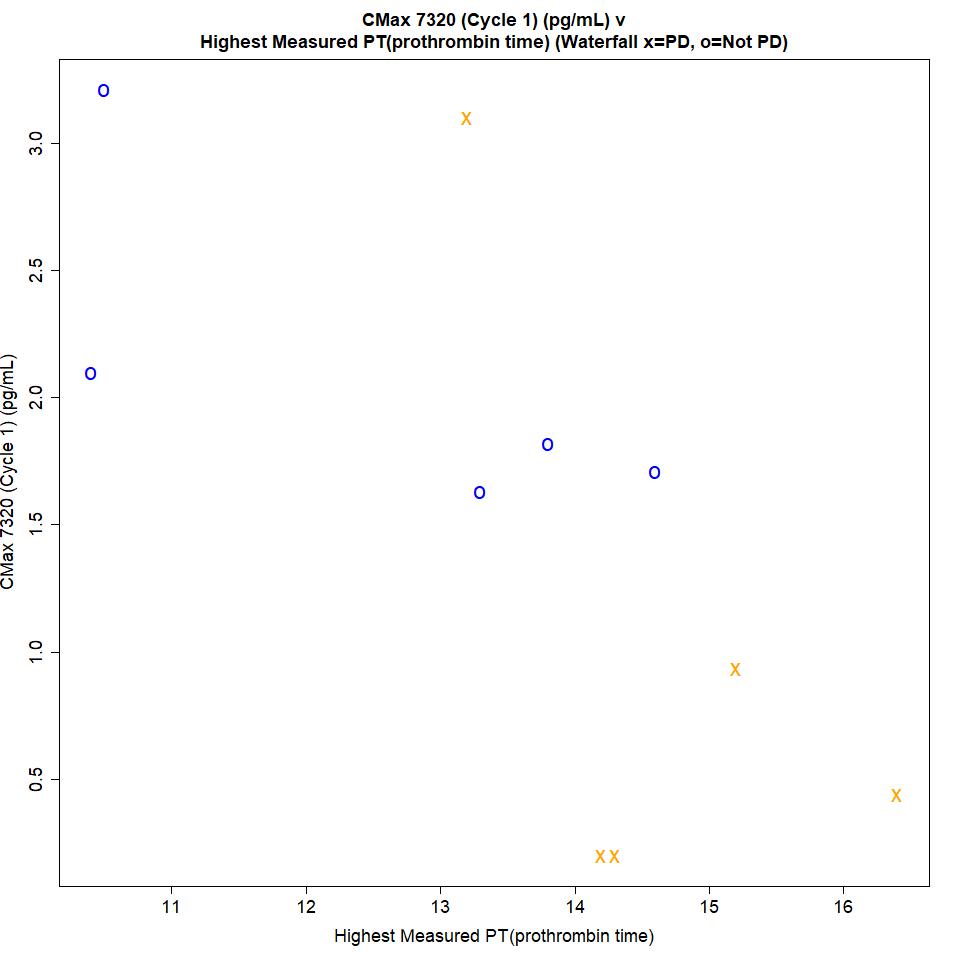 CMax 7320 (Cycle 1) (pg/mL) v
Highest Measured PT(prothrombin time) (Waterfall x=PD, o=Not PD)
CMax 7320 (Cycle 1) (pg/mL)
3.0
2.5
2.0
1.5
1.0
0.5
O
X
O
O
O
O
X
X
X X
11 12 13 14 15 16
Highest Measured PT(prothrombin time)